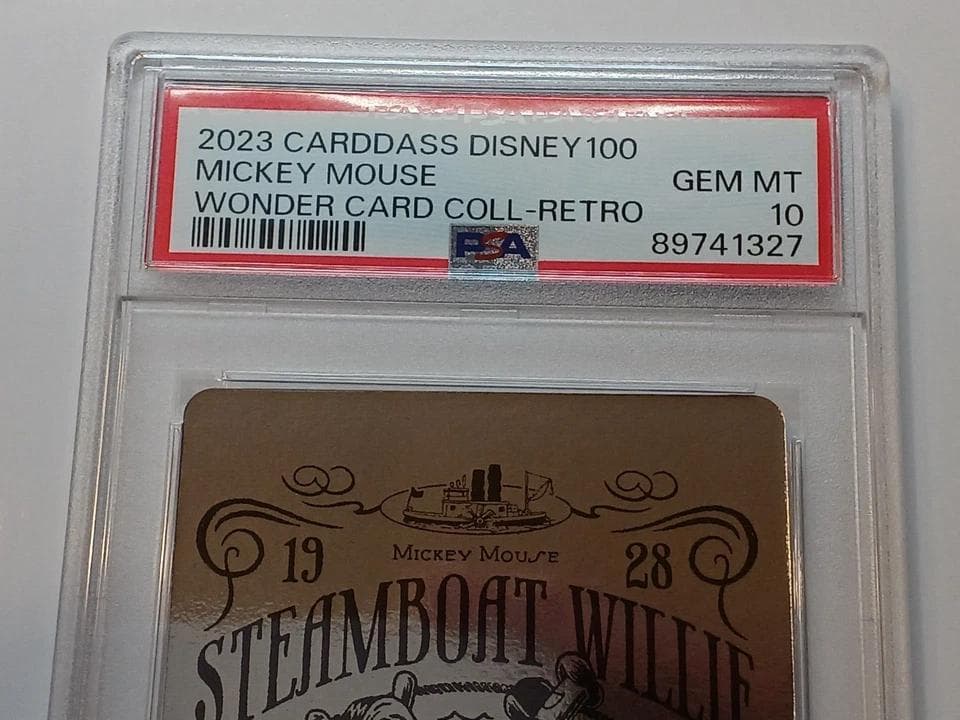 2023 CARDDASS DISNEY100
MICKEY MOUSE
GEM MT
WONDER CARD COLL-RETRO
10
PSA
89741327
19
MICKEY MOUSE
28
STEAMBOAT WILLIE